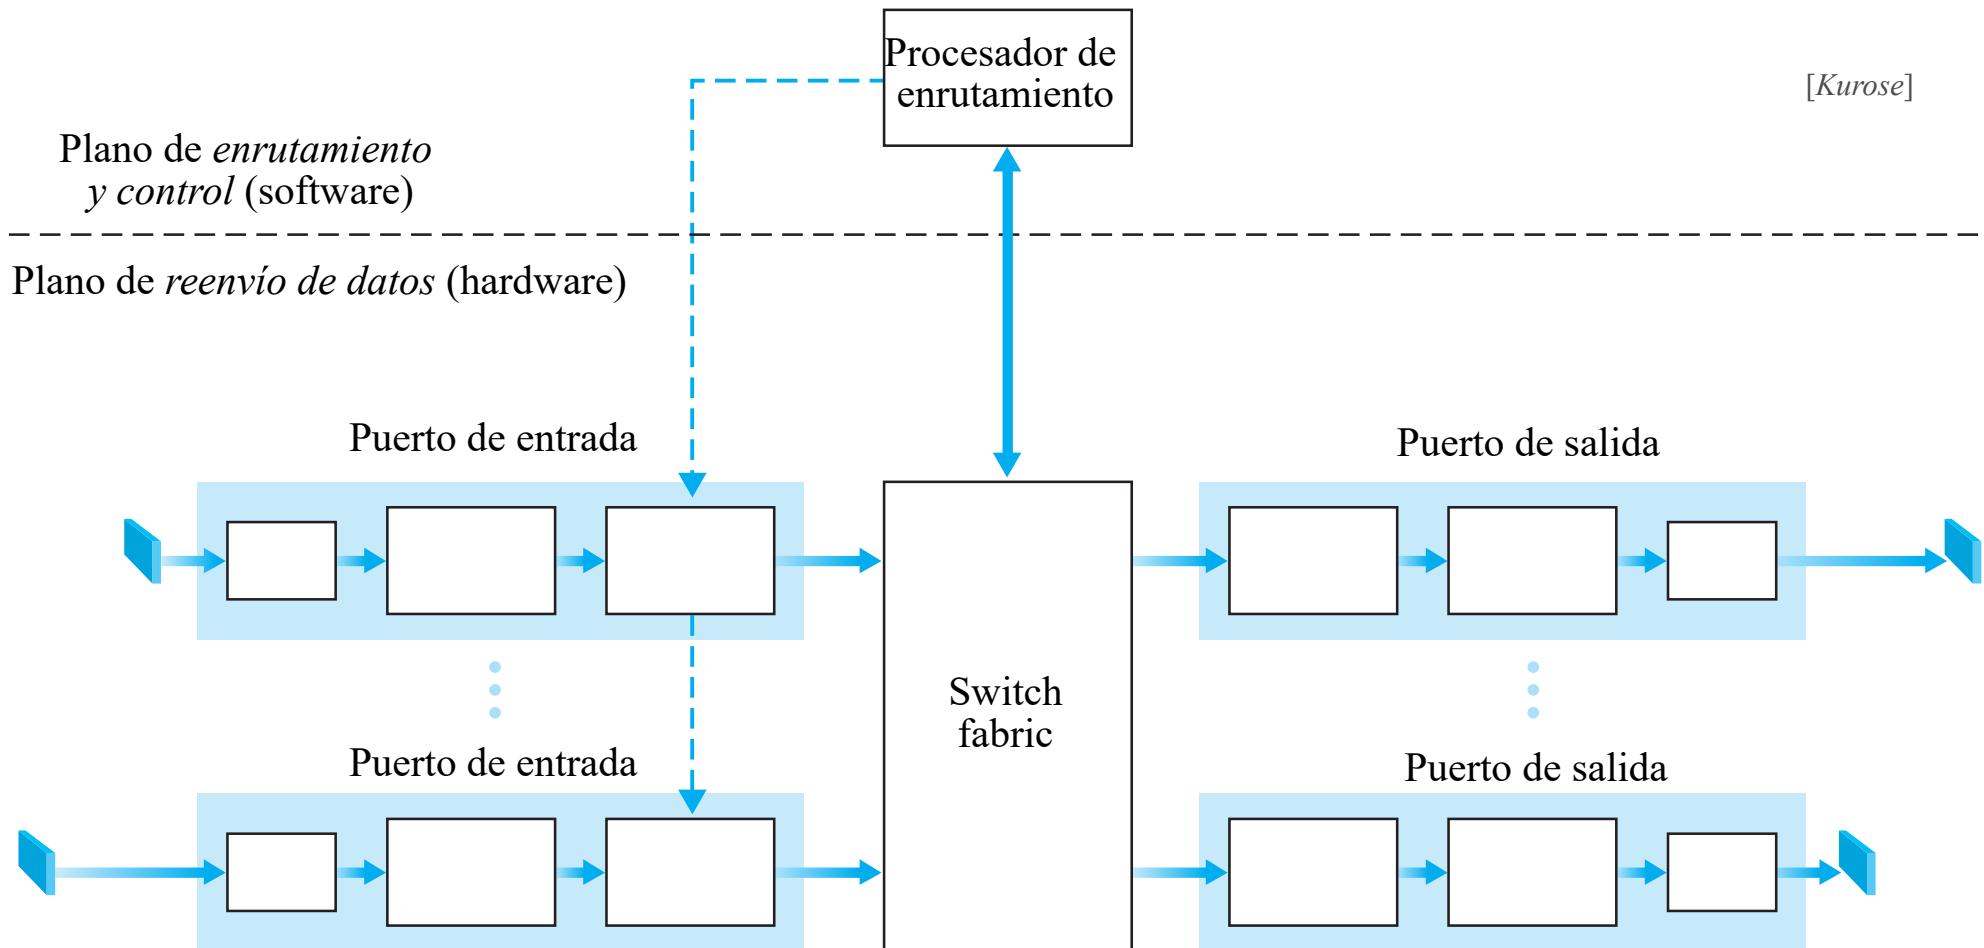 Procesador de
enrutamiento
[Kurose]
Plano de enrutamiento
y control (software)
Plano de reenvío de datos (hardware)
Puerto de entrada
Puerto de salida
Switch
fabric
Puerto de entrada
Puerto de salida